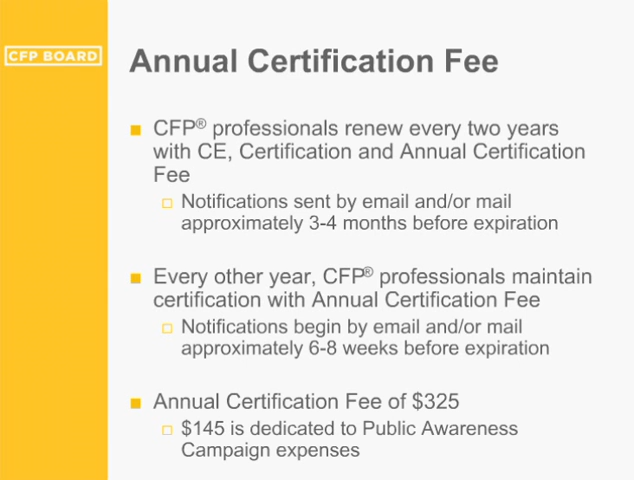 CFP BOARD
Annual Certification Fee
CFP® professionals renew every two years
with CE, Certification and Annual Certification
Fee
Notifications sent by email and/or mail
approximately 3-4 months before expiration
Every other year, CFP® professionals maintain
certification with Annual Certification Fee
Notifications begin by email and/or mail
approximately 6-8 weeks before expiration
Annual Certification Fee of $325
$145 is dedicated to Public Awareness
Campaign expenses